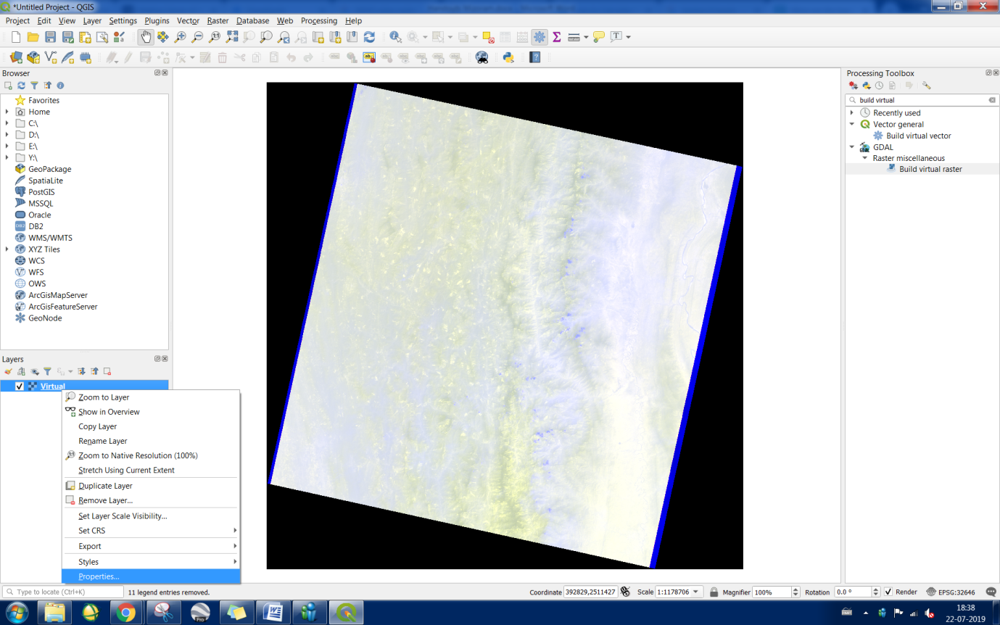 *Untitled Project - QGIS
Project Edit View Layer Settings Plugins Vector Raster Database Web Processing Help
Browser
Favorites
Home
C:\
D:\
E:\
Y:\
GeoPackage
SpatiaLite
PostGIS
MSSQL
Oracle
DB2
WMS/WMTS
XYZ Tiles
WCS
WFS
OWS
ArcGisMapServer
ArcGisFeatureServer
GeoNode
Layers
Virtual
Zoom to Layer
Show in Overview
Copy Layer
Rename Layer
Zoom to Native Resolution (100%)
Stretch Using Current Extent
Duplicate Layer
Remove Layer...
Set Layer Scale Visibility...
Set CRS
Export
Styles
Properties...
Processing Toolbox
build virtual
Recently used
Vector general
Build virtual vector
GDAL
Raster miscellaneous
Build virtual raster
Type to locate (Ctrl+K) 11 legend entries removed. Coordinate 392829,2511427 Scale 1:1178706 Magnifier 100% Rotation 0.0 ° Render EPSG:32646
Pro
18:38
22-07-2019